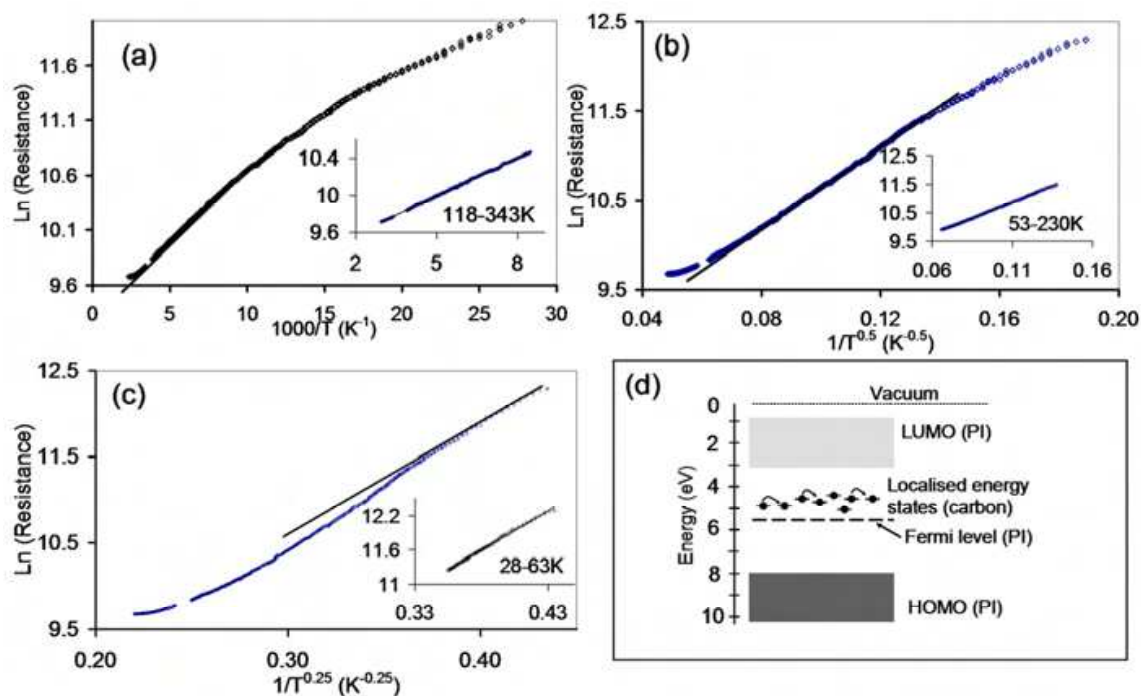 (a)
Ln (Resistance)
11.6
11.1
10.6
10.1
9.6
0 5 10 15 20 25 30
1000/T (K-1)
10.4
10
9.6
2 5 8
118-343K
(b)
Ln (Resistance)
12.5
11.5
10.5
9.5
0.04 0.08 0.12 0.16 0.20
1/T0.5 (K-0.5)
12.5
11.5
10.5
9.5
0.06 0.11 0.16
53-230K
(c)
Ln (Resistance)
12.5
11.5
10.5
9.5
0.20 0.30 0.40
1/T0.25 (K-0.25)
12.2
11.6
11
0.33 0.43
28-63K
(d)
Energy (eV)
0
2
4
6
8
10
Vacuum
LUMO (PI)
Localised energy
states (carbon)
Fermi level (PI)
HOMO (PI)